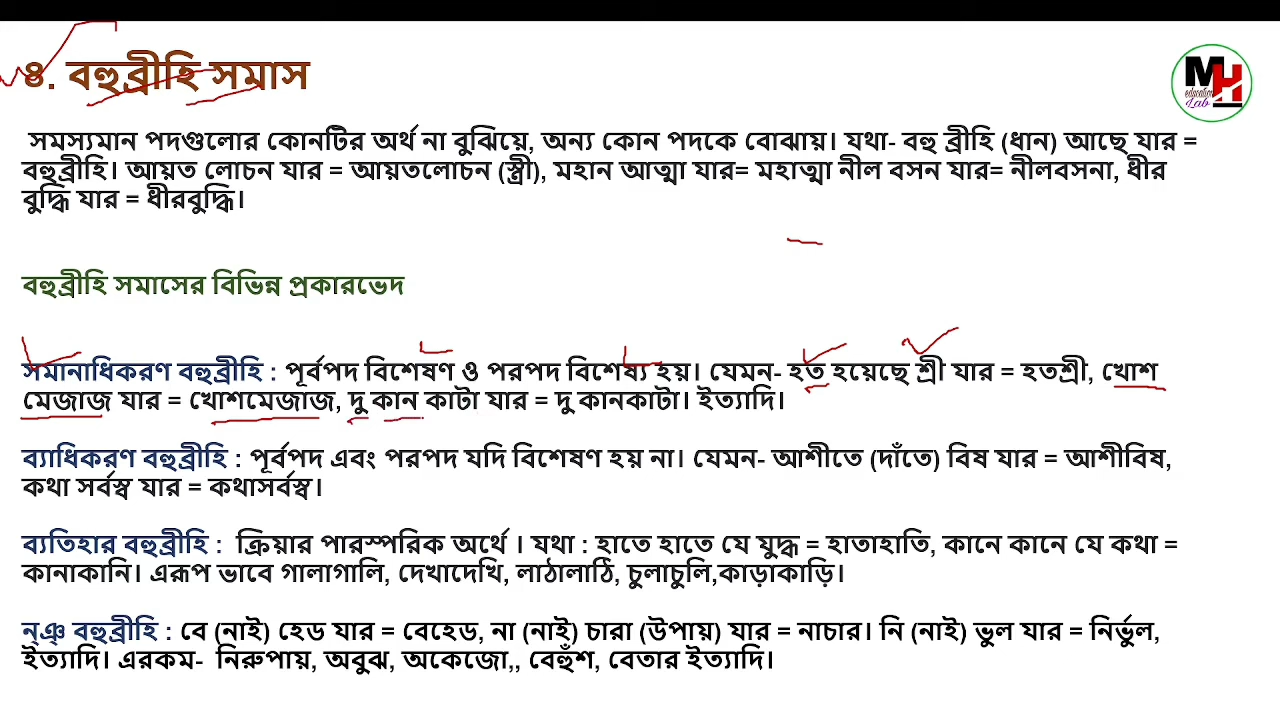 ৪. বহুব্রীহি সমাস
MH
education
Lab
সমস্যমান পদগুলোর কোনটির অর্থ না বুঝিয়ে, অন্য কোন পদকে বোঝায়। যথা- বহু ব্রীহি (ধান) আছে যার =
বহুব্রীহি। আয়ত লোচন যার = আয়তলোচন (স্ত্রী), মহান আত্মা যার= মহাত্মা নীল বসন যার= নীলবসনা, ধীর
বুদ্ধি যার = ধীরবুদ্ধি।
বহুব্রীহি সমাসের বিভিন্ন প্রকারভেদ
সমানাধিকরণ বহুব্রীহি : পূর্বপদ বিশেষণ ও পরপদ বিশেষ্য হয়। যেমন- হত হয়েছে শ্রী যার = হতশ্রী, খোশ
মেজাজ যার = খোশমেজাজ, দু কান কাটা যার = দু কানকাটা। ইত্যাদি।
ব্যাধিকরণ বহুব্রীহি : পূর্বপদ এবং পরপদ যদি বিশেষণ হয় না। যেমন- আশীতে (দাঁতে) বিষ যার = আশীবিষ,
কথা সর্বস্ব যার = কথাসর্বস্ব।
ব্যতিহার বহুব্রীহি : ক্রিয়ার পারস্পরিক অর্থে । যথা : হাতে হাতে যে যুদ্ধ = হাতাহাতি, কানে কানে যে কথা =
কানাকানি। এরূপ ভাবে গালাগালি, দেখাদেখি, লাঠালাঠি, চুলাচুলি,কাড়াকাড়ি।
ন্ঞ্ বহুব্রীহি : বে (নাই) হেড যার = বেহেড, না (নাই) চারা (উপায়) যার = নাচার। নি (নাই) ভুল যার = নির্ভুল,
ইত্যাদি। এরকম- নিরুপায়, অবুঝ, অকেজো,, বেহুঁশ, বেতার ইত্যাদি।